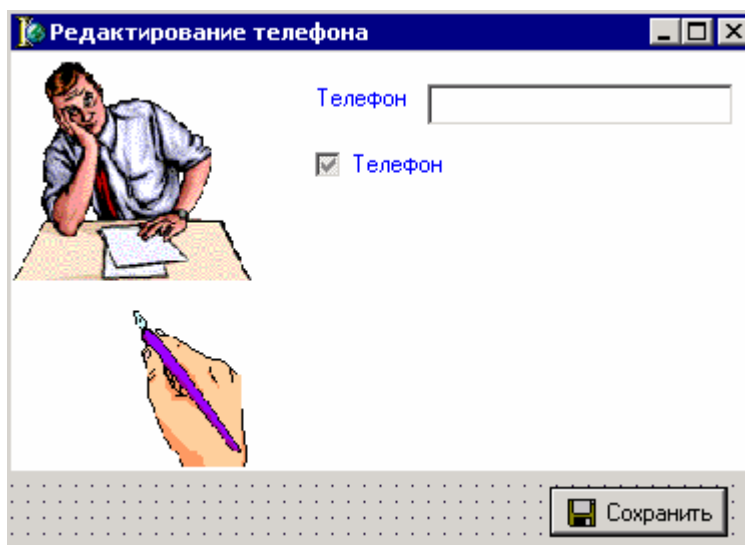 Редактирование телефона
Телефон
Телефон
Сохранить